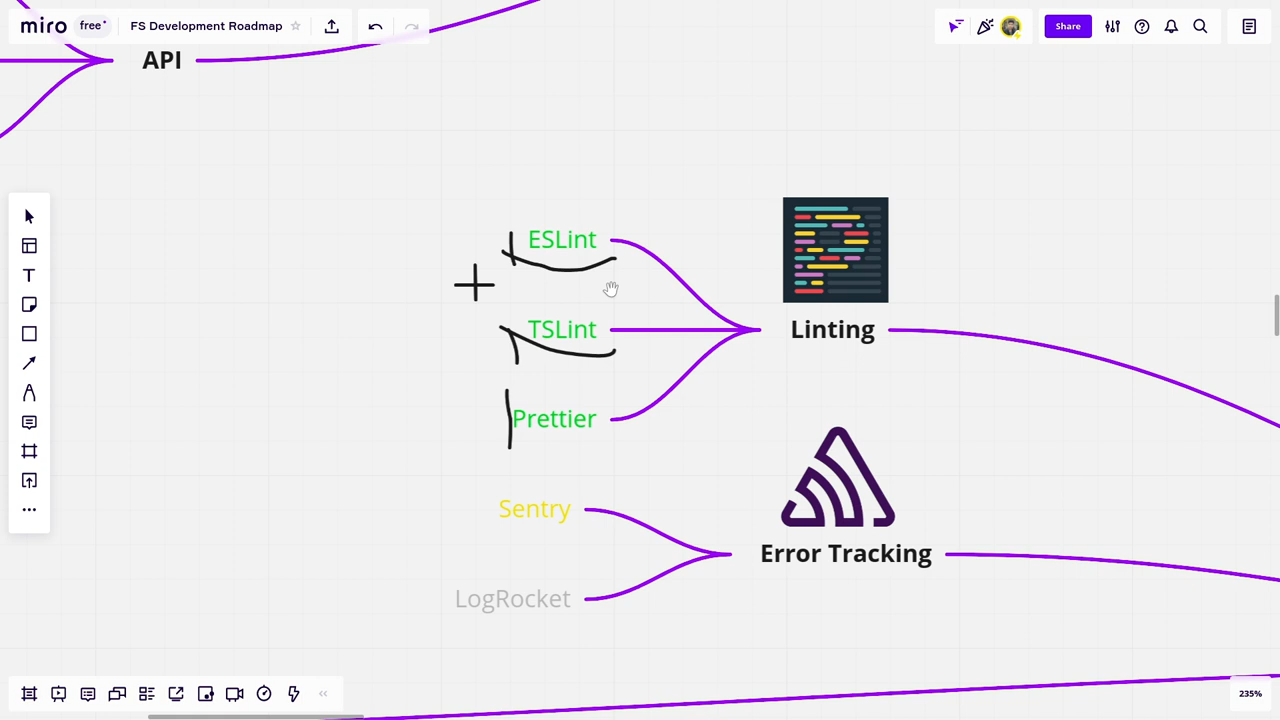 miro
free
FS Development Roadmap
Share
API
ESLint
TSLint
Linting
Prettier
Sentry
Error Tracking
LogRocket
235%